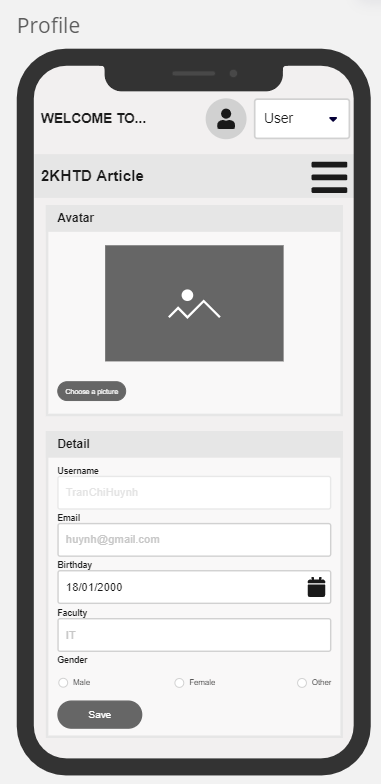 Profile
WELCOME TO...
User
2KHTD Article
Avatar
Choose a picture
Detail
Username
TranChiHuynh
Email
huynh@gmail.com
Birthday
18/01/2000
Faculty
IT
Gender
Male Female Other
Save